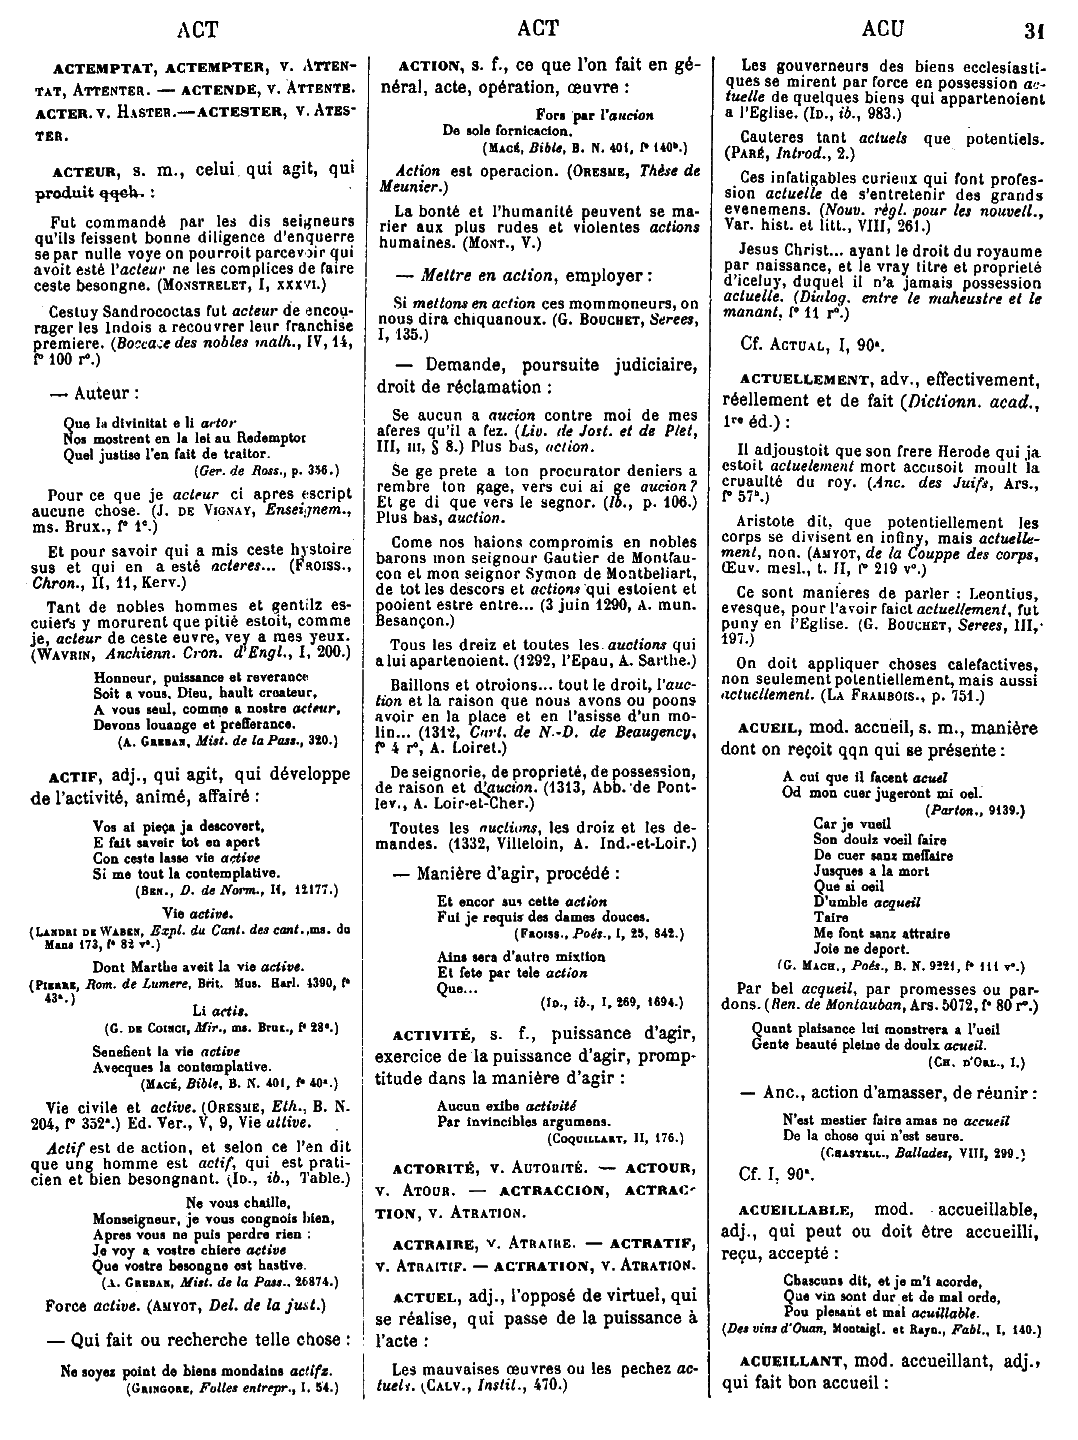 ACT
ACT
ACU
31
ACTEMPTAT, ACTEMPTER, V. ATTEN-
TAT, ATTENTER. — ACTENDE, V. ATTENTE.
ACTER. V. HASTER.—ACTESTER, V. ATES-
TER.
ACTEUR, s. m., celui qui agit, qui
produit qqch. :
Fut commandé par les dis seigneurs
qu'ils feissent bonne diligence d'enquerre
se par nulle voye on pourroit parcevoir qui
avoit esté l'acteur ne les complices de faire
ceste besongne. (MONSTRELET, I, XXXVI.)
Cestuy Sandrocottas fut acteur de encou-
rager les Indois a recouvrer leur franchise
premiere. (Boccace des nobles malh., IV, 14,
f° 100 r°.)
— Auteur :
Que la divinitat e li artor
Nos mostrent en la lei au Redemptor
Quel justise l'en fait de traitor.
(Ger. de Ross., p. 356.)
Pour ce que je acteur ci apres escript
aucune chose. (J. DE VIGNAY, Enseignem.,
ms. Brux., f° 1ᶜ.)
Et pour savoir qui a mis ceste hystoire
sus et qui en a esté acteres... (FROISS.,
Chron., II, 11, Kerv.)
Tant de nobles hommes et gentilz es-
cuiers y morurent que pitié estoit, comme
je, acteur de ceste euvre, vey a mes yeux.
(WAVRIN, Anchienn. Cron. d'Engl., I, 200.)
Honnour, puissance et reverance
Soit a vous, Dieu, hault createur,
A vous seul, comme a nostre acteur,
Devons louange et prefferance.
(A. GREBAN, Mist. de la Pass., 320.)
ACTIF, adj., qui agit, qui développe
de l'activité, animé, affairé :
Vos ai pieça ja descovert,
E fait saveir tot en apert
Con ceste lasse vie active
Si me tout la contemplative.
(BEN., D. de Norm., II, 12177.)
Vie active.
(LANDRI DE WABEN, Expl. du Cant. des cant., ms. du
Mans 173, f° 82 v°.)
Dont Marthe aveit la vie active.
(PIERRE, Rom. de Lumere, Brit. Mus. Harl. 4390, f°
43ᵃ.)
Li actis.
(G. DE COINCI, Mir., ms. Brux., f° 28ᵃ.)
Senefient la vie active
Avecques la contemplative.
(MACÉ, Bible, B. N. 401, f° 40ᵃ.)
Vie civile et active. (ORESME, Eth., B. N.
204, f° 352ᵃ.) Ed. Ver., V, 9, Vie attive.
Actif est de action, et selon ce l'en dit
que ung homme est actif, qui est prati-
cien et bien besongnant. (ID., ib., Table.)
Ne vous chaille,
Monseigneur, je vous congnois bien,
Apres vous ne puis perdre rien :
Je voy a vostre chiere active
Que vostre besongne est hastive.
(A. GREBAN, Mist. de la Pass., 26874.)
Force active. (AMYOT, Del. de la just.)
— Qui fait ou recherche telle chose :
Ne soyez point de biens mondains actifz.
(GRINGORE, Folles entrepr., I, 54.)
ACTION, s. f., ce que l'on fait en gé-
néral, acte, opération, œuvre :
Fors par l'aucion
De sole fornicacion.
(MACÉ, Bible, B. N. 401, f° 140ᵇ.)
Action est operacion. (ORESME, Thèse de
Meunier.)
La bonté et l'humanité peuvent se ma-
rier aux plus rudes et violentes actions
humaines. (MONT., V.)
— Mettre en action, employer :
Si mettons en action ces mommoneurs, on
nous dira chiquanoux. (G. BOUCHET, Serees,
I, 135.)
— Demande, poursuite judiciaire,
droit de réclamation :
Se aucun a aucion contre moi de mes
aferes qu'il a fez. (Liv. de Jost. et de Plet,
III, III, § 8.) Plus bas, action.
Se ge prete a ton procurator deniers a
rembre ton gage, vers cui ai ge aucion?
Et ge di que vers le segnor. (Ib., p. 106.)
Plus bas, auction.
Come nos haions compromis en nobles
barons mon seignour Gautier de Montfau-
con et mon seignor Symon de Montbeliart,
de tot les descors et actions qui estoient et
pooient estre entre... (3 juin 1290, A. mun.
Besançon.)
Tous les dreiz et toutes les auctions qui
a lui apartenoient. (1292, l'Epau, A. Sarthe.)
Baillons et otroions... tout le droit, l'auc-
tion et la raison que nous avons ou poons
avoir en la place et en l'asisse d'un mo-
lin... (1312, Cart. de N.-D. de Beaugency,
f° 4 r°, A. Loiret.)
De seignorie, de proprieté, de possession,
de raison et d'aucion. (1313, Abb. de Pont-
lev., A. Loir-et-Cher.)
Toutes les auctions, les droiz et les de-
mandes. (1332, Villeloin, A. Ind.-et-Loir.)
— Manière d'agir, procédé :
Et encor sus cette action
Fui je requis des dames douces.
(FROISS., Poés., I, 25, 842.)
Ains sera d'autre mixtion
Et fete par tele action
Que...
(ID., ib., I, 269, 1694.)
ACTIVITÉ, s. f., puissance d'agir,
exercice de la puissance d'agir, promp-
titude dans la manière d'agir :
Aucun exibe activité
Par invincibles argumens.
(COQUILLART, II, 176.)
ACTORITÉ, V. AUTORITÉ. — ACTOUR,
V. ATOUR. — ACTRACCION, ACTRAC-
TION, V. ATRATION.
ACTRAIRE, V. ATRAIRE. — ACTRATIF,
V. ATRAITIF. — ACTRATION, V. ATRATION.
ACTUEL, adj., l'opposé de virtuel, qui
se réalise, qui passe de la puissance à
l'acte :
Les mauvaises œuvres ou les pechez ac-
tuels. (CALV., Instit., 470.)
Les gouverneurs des biens ecclesiasti-
ques se mirent par force en possession ac-
tuelle de quelques biens qui appartenoient
a l'Eglise. (ID., ib., 983.)
Cauteres tant actuels que potentiels.
(PARÉ, Introd., 2.)
Ces infatigables curieux qui font profes-
sion actuelle de s'entretenir des grands
evenemens. (Nouv. règl. pour les nouvell.,
Var. hist. et litt., VIII, 261.)
Jesus Christ... ayant le droit du royaume
par naissance, et le vray titre et proprieté
d'iceluy, duquel il n'a jamais possession
actuelle. (Dialog. entre le maheustre et le
manant, f° 11 r°.)
Cf. ACTUAL, I, 90ᵃ.
ACTUELLEMENT, adv., effectivement,
réellement et de fait (Dictionn. acad.,
1ʳᵉ éd.) :
Il adjoustoit que son frere Herode qui ja
estoit actuelement mort accusoit moult la
cruaulté du roy. (Anc. des Juifs, Ars.,
f° 57ᵃ.)
Aristote dit, que potentiellement les
corps se divisent en infiny, mais actuelle-
ment, non. (AMYOT, de la Couppe des corps,
Œuv. mesl., t. II, f° 219 v°.)
Ce sont manieres de parler : Leontius,
evesque, pour l'avoir faict actuellement, fut
puny en l'Eglise. (G. BOUCHET, Serees, III,
197.)
On doit appliquer choses calefactives,
non seulement potentiellement, mais aussi
actuellement. (LA FRAMBOIS., p. 751.)
ACUEIL, mod. accueil, s. m., manière
dont on reçoit qqn qui se présente :
A cui que il facent acuel
Od mon cuer jugeront mi oel.
(Parton., 9139.)
Car je vueil
Son doulz voeil faire
De cuer sanz meffaire
Jusques a la mort
Que si oeil
D'umble acqueil
Taire
Me font sanz attraire
Joie ne deport.
(G. MACH., Poés., B. N. 9221, f° 111 v°.)
Par bel acqueil, par promesses ou par-
dons. (Ren. de Montauban, Ars. 5072, f° 80 r°.)
Quant plaisance lui monstrera a l'ueil
Gente beauté pleine de doulx acueil.
(CH. D'ORL., I.)
— Anc., action d'amasser, de réunir :
N'est mestier faire amas ne accueil
De la chose qui n'est seure.
(CHASTELL., Ballades, VIII, 299.)
Cf. I, 90ᵃ.
ACUEILLABLE, mod. accueillable,
adj., qui peut ou doit être accueilli,
reçu, accepté :
Chascuns dit, et je m'i acorde,
Que vin sont dur et de mal orde,
Pou plesant et mal acuillable.
(Des vins d'Ouan, Montaigl. et Rayn., Fabl., I, 140.)
ACUEILLANT, mod. accueillant, adj.,
qui fait bon accueil :